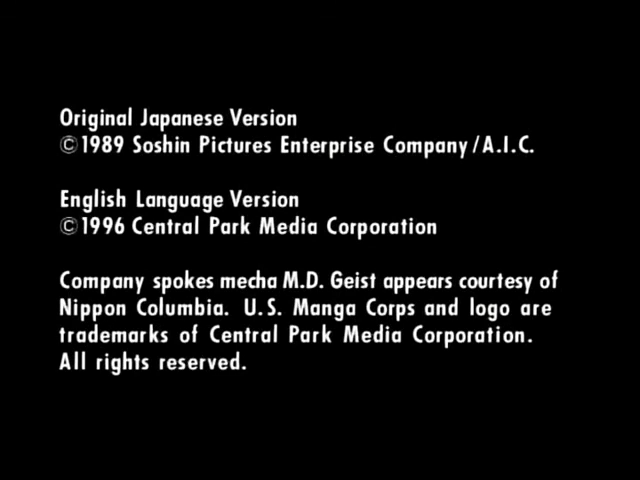 Original Japanese Version
©1989 Soshin Pictures Enterprise Company/A.I.C.
English Language Version
©1996 Central Park Media Corporation
Company spokes mecha M.D. Geist appears courtesy of
Nippon Columbia. U.S. Manga Corps and logo are
trademarks of Central Park Media Corporation.
All rights reserved.